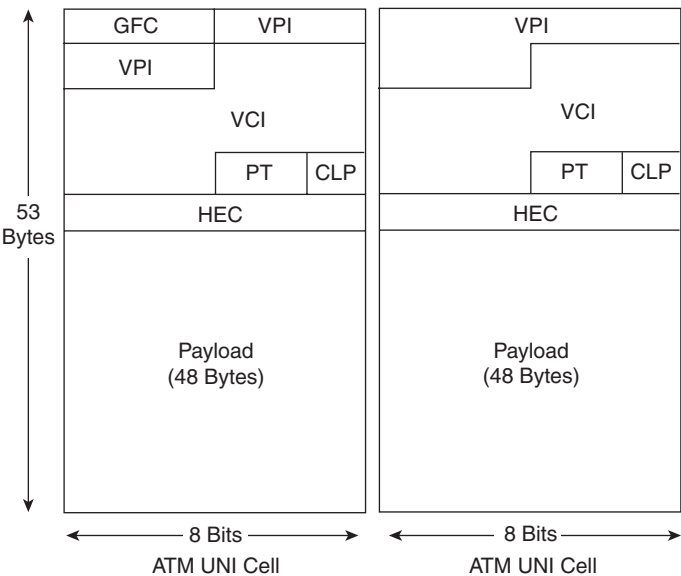 GFC VPI
VPI
VCI
PT CLP
HEC
Payload
(48 Bytes)
53
Bytes
8 Bits
ATM UNI Cell
VPI
VCI
PT CLP
HEC
Payload
(48 Bytes)
8 Bits
ATM UNI Cell